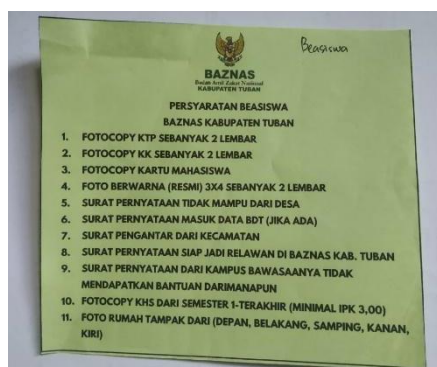 Beasiswa
BAZNAS
Badan Amil Zakat Nasional
KABUPATEN TUBAN
PERSYARATAN BEASISWA
BAZNAS KABUPATEN TUBAN
1. FOTOCOPY KTP SEBANYAK 2 LEMBAR
2. FOTOCOPY KK SEBANYAK 2 LEMBAR
3. FOTOCOPY KARTU MAHASISWA
4. FOTO BERWARNA (RESMI) 3X4 SEBANYAK 2 LEMBAR
5. SURAT PERNYATAAN TIDAK MAMPU DARI DESA
6. SURAT PERNYATAAN MASUK DATA BDT (JIKA ADA)
7. SURAT PENGANTAR DARI KECAMATAN
8. SURAT PERNYATAAN SIAP JADI RELAWAN DI BAZNAS KAB. TUBAN
9. SURAT PERNYATAAN DARI KAMPUS BAWASAANYA TIDAK
MENDAPATKAN BANTUAN DARIMANAPUN
10. FOTOCOPY KHS DARI SEMESTER 1-TERAKHIR (MINIMAL IPK 3,00)
11. FOTO RUMAH TAMPAK DARI (DEPAN, BELAKANG, SAMPING, KANAN,
KIRI)